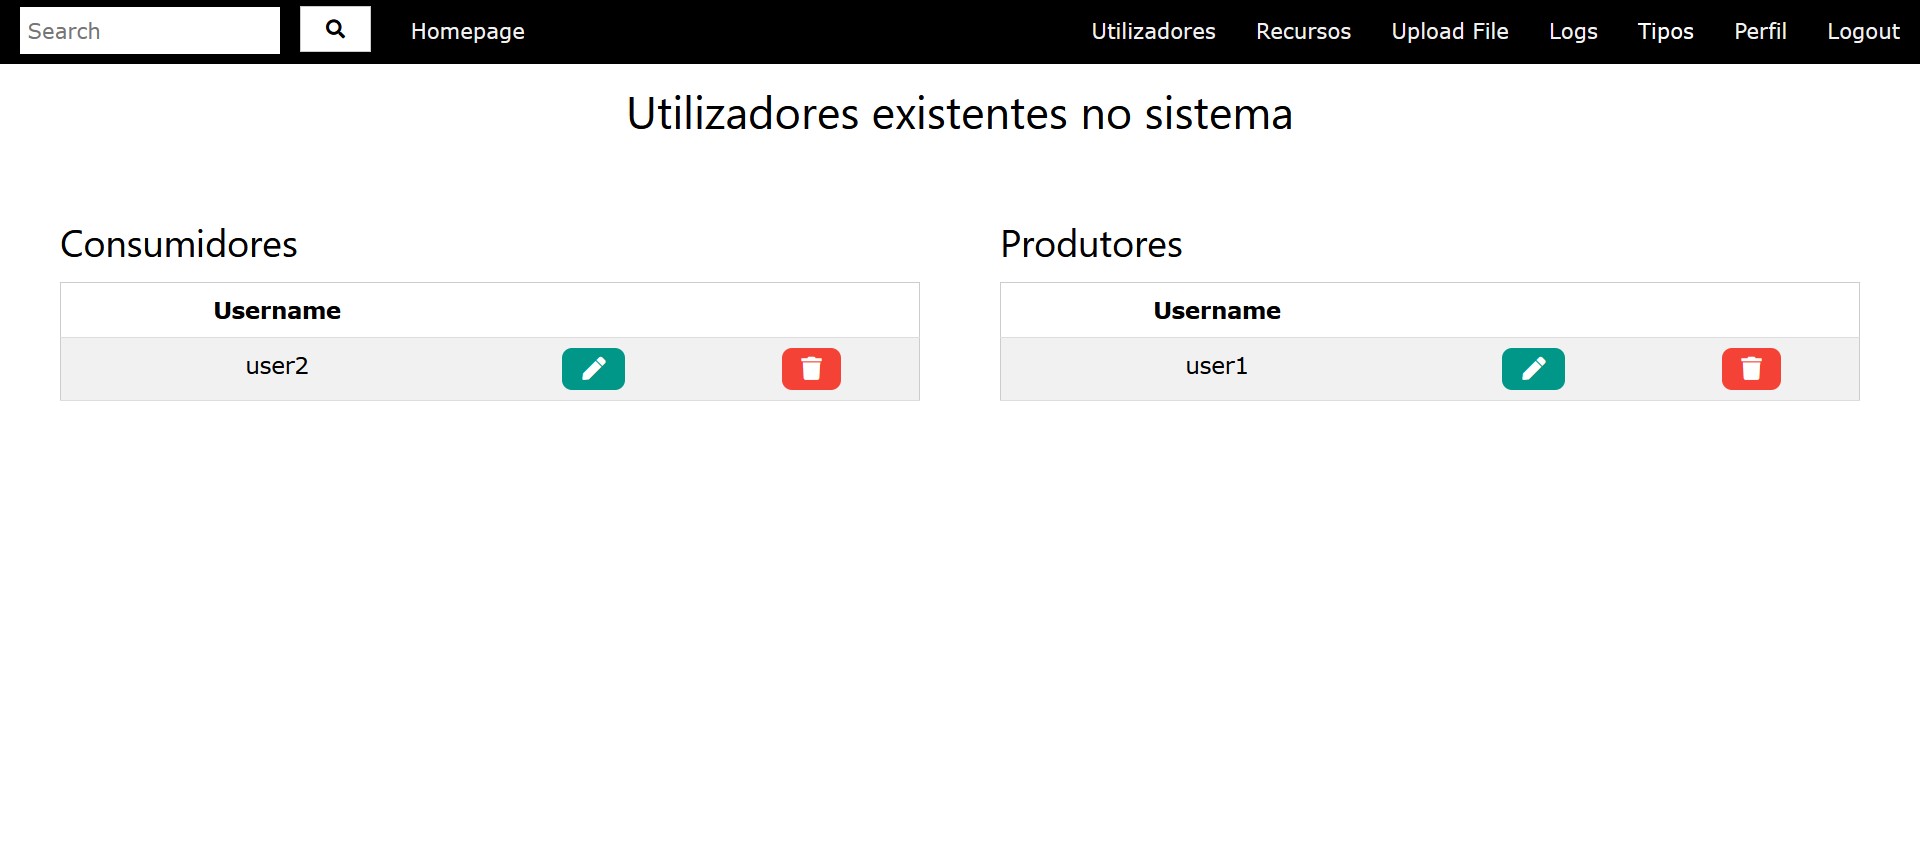 Search Homepage Utilizadores Recursos Upload File Logs Tipos Perfil Logout
Utilizadores existentes no sistema
Consumidores
Username
user2
Produtores
Username
user1